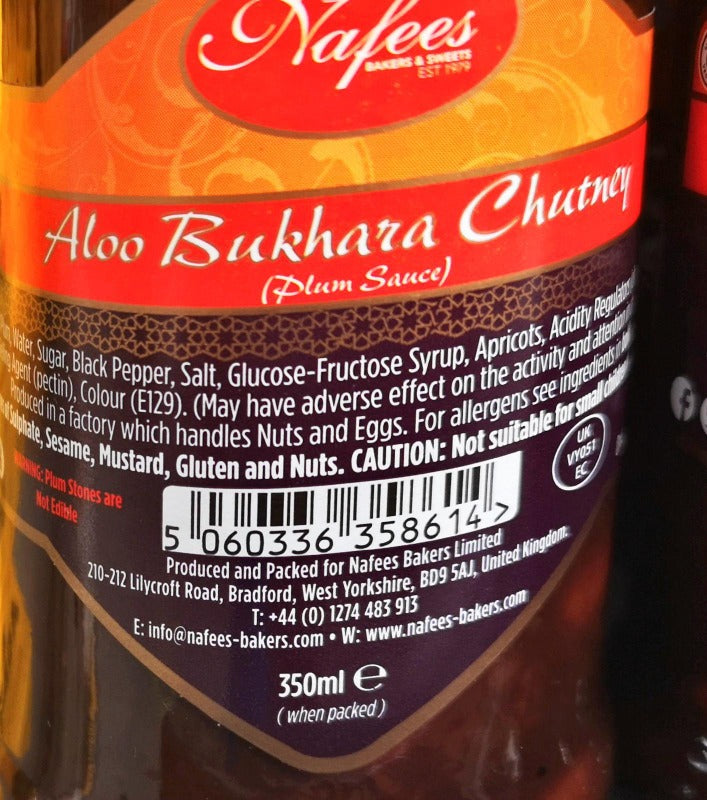 Nafees
BAKERS & SWEETS
EST. 1979
Aloo Bukhara Chutney
(Plum Sauce)
Water, Sugar, Black Pepper, Salt, Glucose-Fructose Syrup, Apricots, Acidity Regulators
Agent (pectin), Colour (E129). (May have adverse effect on the activity and attention
Produced in a factory which handles Nuts and Eggs. For allergens see ingredients in
Sulphate, Sesame, Mustard, Gluten and Nuts. CAUTION: Not suitable for small
WARNING: Plum Stones are
Not Edible
UK
VY051
EC
5 060336 358614 >
Produced and Packed for Nafees Bakers Limited
210-212 Lilycroft Road, Bradford, West Yorkshire, BD9 5AJ, United Kingdom.
T: +44 (0) 1274 483 913
E: info@nafees-bakers.com • W: www.nafees-bakers.com
350ml ℮
(when packed)